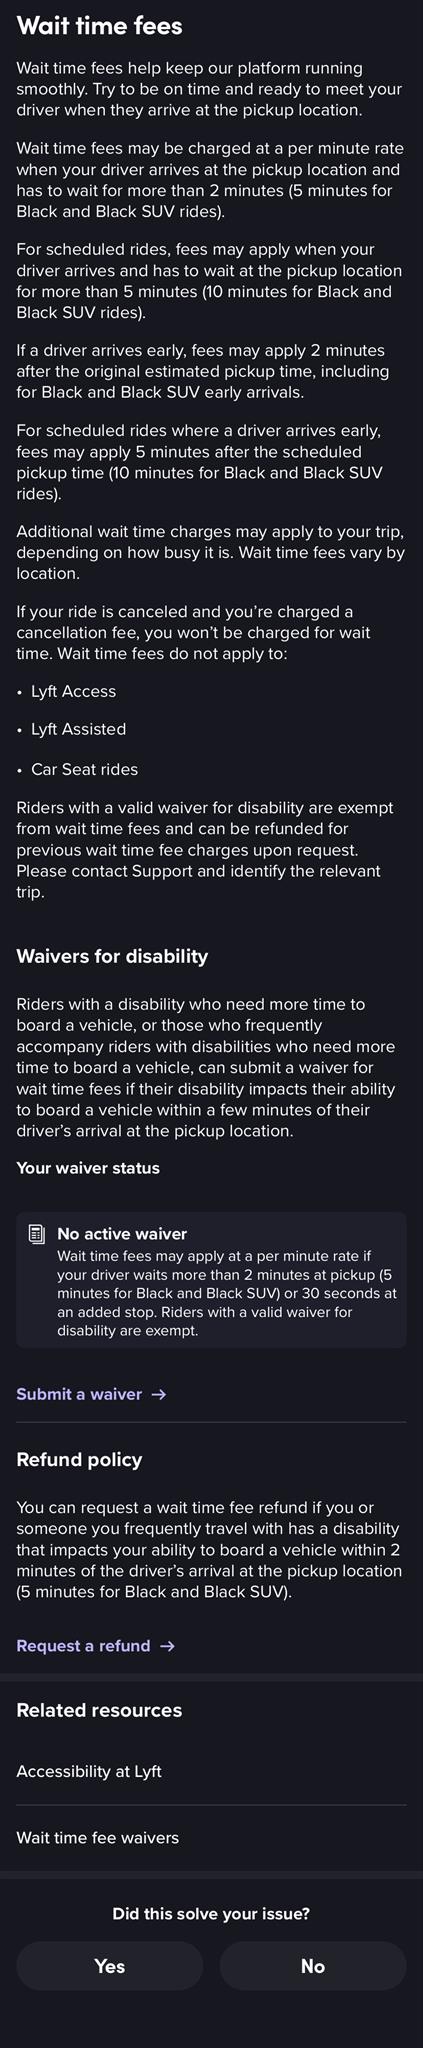 Wait time fees
Wait time fees help keep our platform running
smoothly. Try to be on time and ready to meet your
driver when they arrive at the pickup location.
Wait time fees may be charged at a per minute rate
when your driver arrives at the pickup location and
has to wait for more than 2 minutes (5 minutes for
Black and Black SUV rides).
For scheduled rides, fees may apply when your
driver arrives and has to wait at the pickup location
for more than 5 minutes (10 minutes for Black and
Black SUV rides).
If a driver arrives early, fees may apply 2 minutes
after the original estimated pickup time, including
for Black and Black SUV early arrivals.
For scheduled rides where a driver arrives early,
fees may apply 5 minutes after the scheduled
pickup time (10 minutes for Black and Black SUV
rides).
Additional wait time charges may apply to your trip,
depending on how busy it is. Wait time fees vary by
location.
If your ride is canceled and you’re charged a
cancellation fee, you won’t be charged for wait
time. Wait time fees do not apply to:
• Lyft Access
• Lyft Assisted
• Car Seat rides
Riders with a valid waiver for disability are exempt
from wait time fees and can be refunded for
previous wait time fee charges upon request.
Please contact Support and identify the relevant
trip.
Waivers for disability
Riders with a disability who need more time to
board a vehicle, or those who frequently
accompany riders with disabilities who need more
time to board a vehicle, can submit a waiver for
wait time fees if their disability impacts their ability
to board a vehicle within a few minutes of their
driver’s arrival at the pickup location.
Your waiver status
No active waiver
Wait time fees may apply at a per minute rate if
your driver waits more than 2 minutes at pickup (5
minutes for Black and Black SUV) or 30 seconds at
an added stop. Riders with a valid waiver for
disability are exempt.
Submit a waiver →
Refund policy
You can request a wait time fee refund if you or
someone you frequently travel with has a disability
that impacts your ability to board a vehicle within 2
minutes of the driver’s arrival at the pickup location
(5 minutes for Black and Black SUV).
Request a refund →
Related resources
Accessibility at Lyft
Wait time fee waivers
Did this solve your issue?
Yes
No